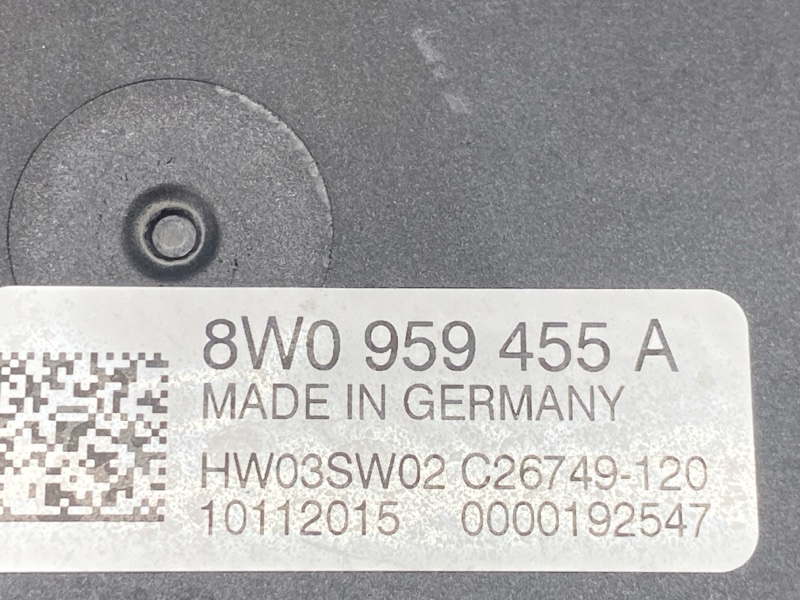 8W0 959 455 A
MADE IN GERMANY
HW03SW02 C26749-120
10112015 0000192547